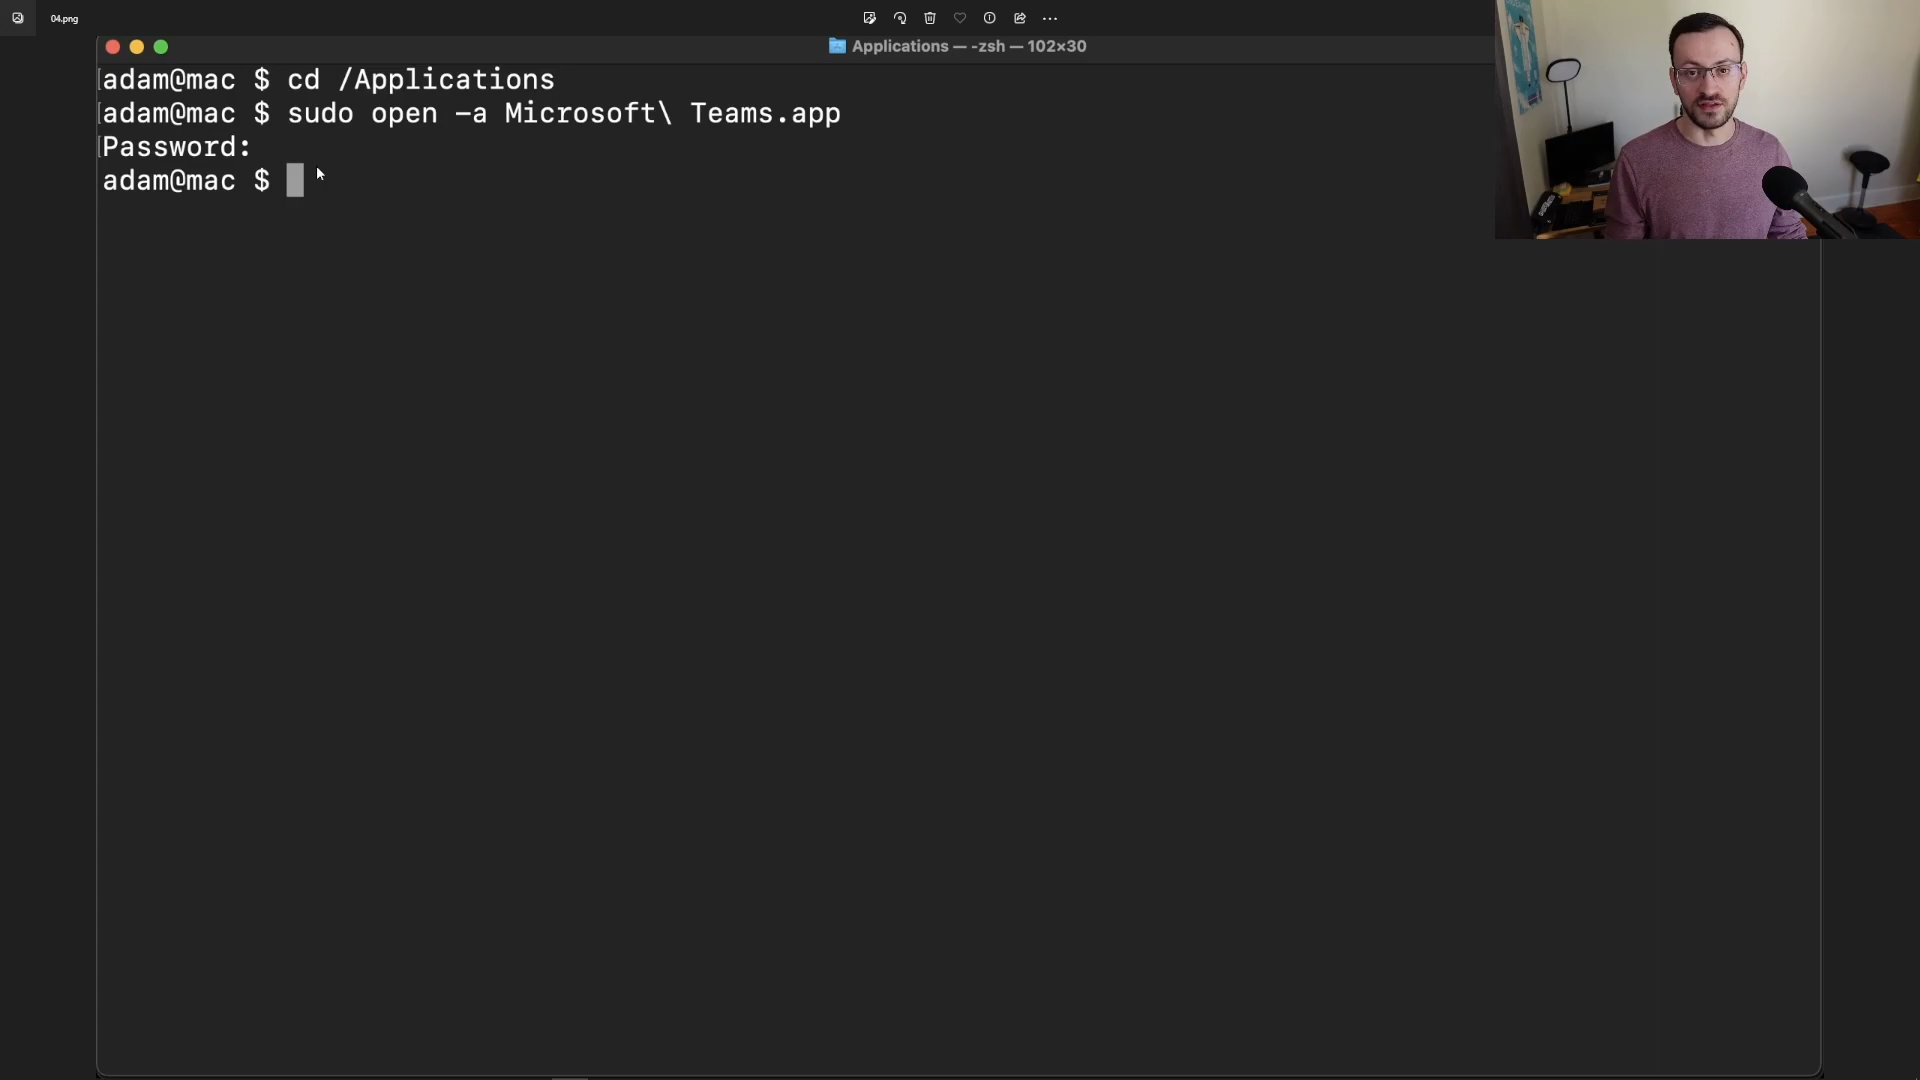 04.png
Applications — -zsh — 102×30
adam@mac $ cd /Applications
adam@mac $ sudo open -a Microsoft\ Teams.app
Password:
adam@mac $